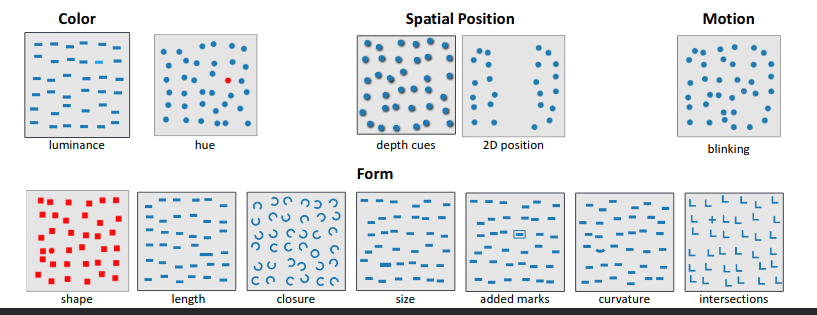 Color
Spatial Position
Motion
luminance
hue
depth cues
2D position
blinking
Form
shape
length
closure
size
added marks
curvature
intersections